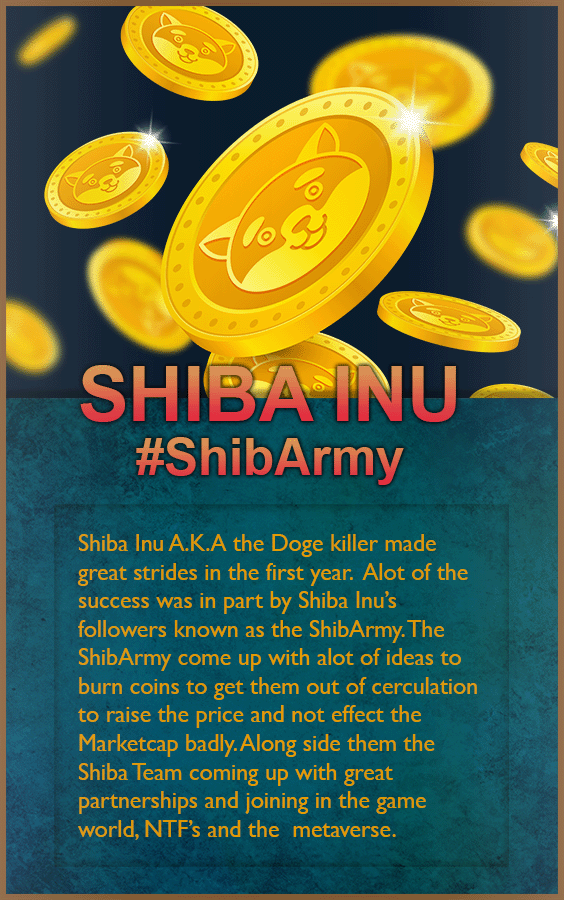 SHIBA INU
#ShibArmy
Shiba Inu A.K.A the Doge killer made
great strides in the first year.  Alot of the
success was in part by Shiba Inu's
followers known as the ShibArmy. The
ShibArmy come up with alot of ideas to
burn coins to get them out of cerculation
to raise the price and not effect the
Marketcap badly. Along side them the
Shiba Team coming up with great
partnerships and joining in the game
world, NTF's and the  metaverse.